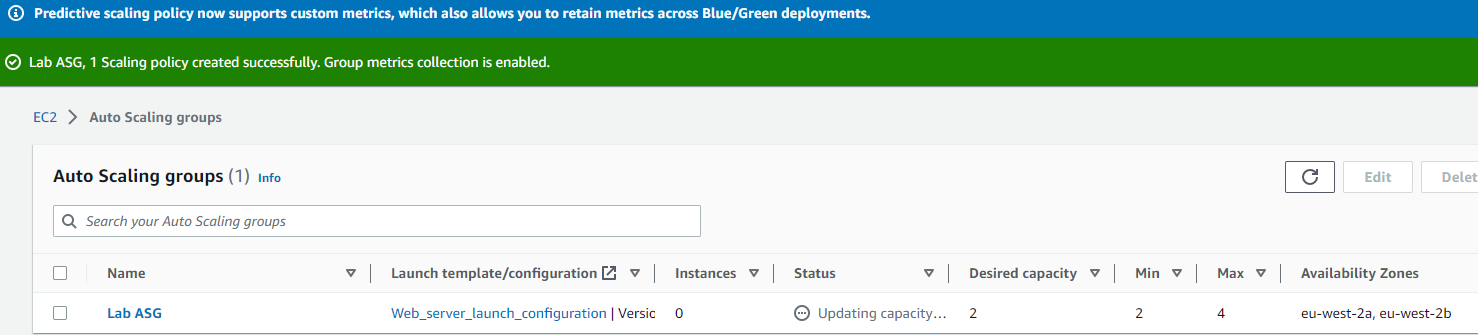 Predictive scaling policy now supports custom metrics, which also allows you to retain metrics across Blue/Green deployments.
Lab ASG, 1 Scaling policy created successfully. Group metrics collection is enabled.
EC2 > Auto Scaling groups
Auto Scaling groups (1) Info
Edit
Search your Auto Scaling groups
Name Launch template/configuration Instances Status Desired capacity Min Max Availability Zones
Lab ASG Web_server_launch_configuration | Versic 0 Updating capacity... 2 2 4 eu-west-2a, eu-west-2b